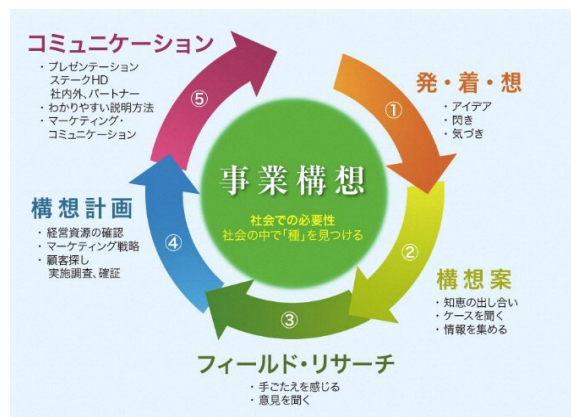 事業構想
社会での必要性
社会の中で「種」を見つける
①
発・着・想
・アイデア
・閃き
・気づき
②
構想案
・知恵の出し合い
・ケースを聞く
・情報を集める
③
フィールド・リサーチ
・手ごたえを感じる
・意見を聞く
④
構想計画
・経営資源の確認
・マーケティング戦略
・顧客探し
実施調査、確証
⑤
コミュニケーション
・プレゼンテーション
ステークHD
社内外、パートナー
・わかりやすい説明方法
・マーケティング・
コミュニケーション